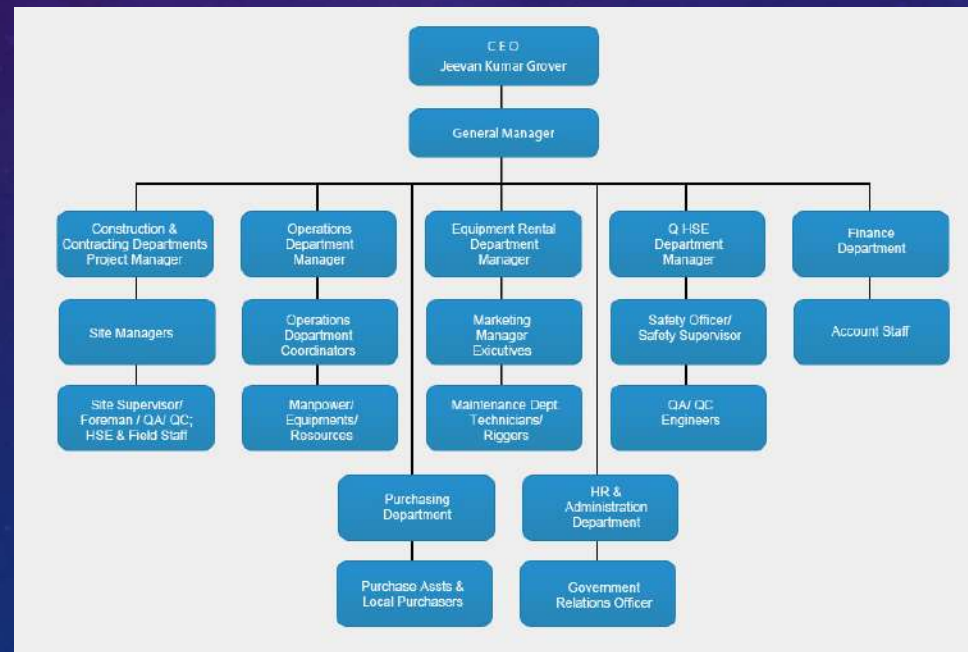 C E O
Jeevan Kumar Grover
General Manager
Construction &
Contracting Departments
Project Manager
Operations
Department
Manager
Equipment Rental
Department
Manager
Q HSE
Department
Manager
Finance
Department
Site Managers
Operations
Department
Coordinators
Marketing
Manager
Exicutives
Safety Officer/
Safety Supervisor
Account Staff
Site Supervisor/
Foreman / QA/ QC;
HSE & Field Staff
Manpower/
Equipments/
Resources
Maintenance Dept.
Technicians/
Riggers
QA/ QC
Engineers
Purchasing
Department
HR &
Administration
Department
Purchase Assts &
Local Purchasers
Government
Relations Officer